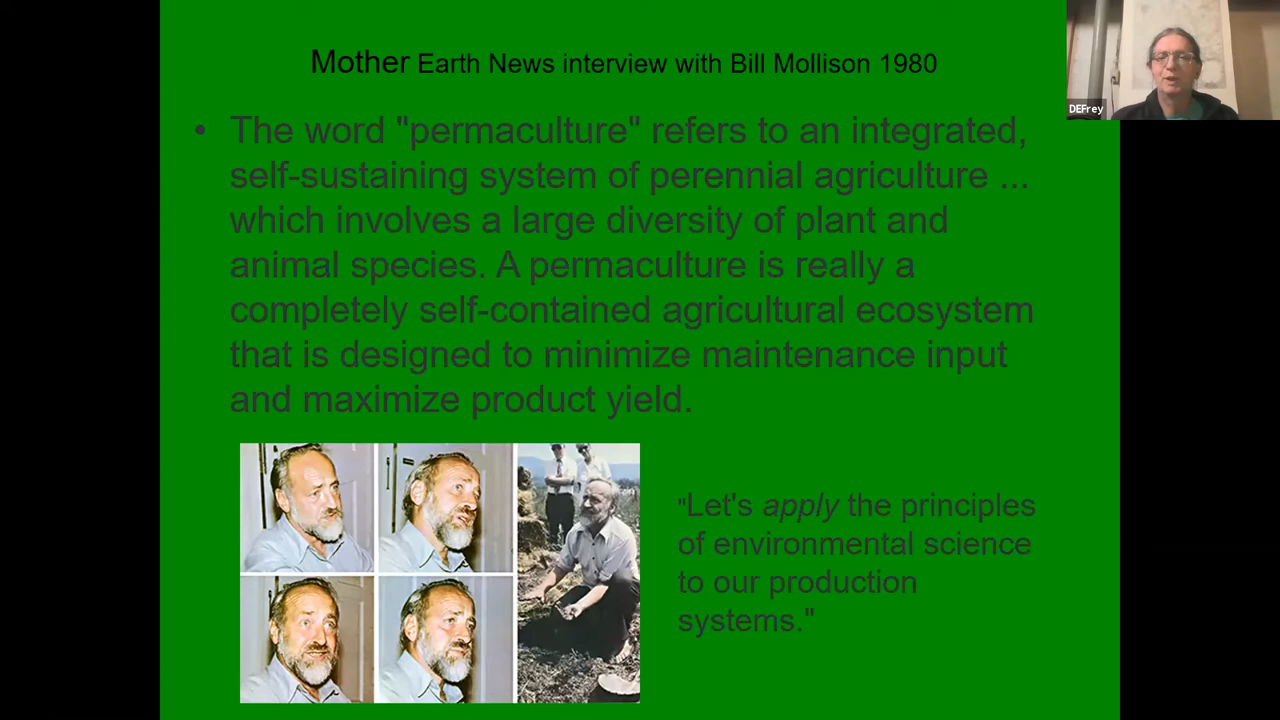 Mother Earth News interview with Bill Mollison 1980
DEFrey
• The word "permaculture" refers to an integrated,
self-sustaining system of perennial agriculture ...
which involves a large diversity of plant and
animal species. A permaculture is really a
completely self-contained agricultural ecosystem
that is designed to minimize maintenance input
and maximize product yield.
"Let's apply the principles
of environmental science
to our production
systems."